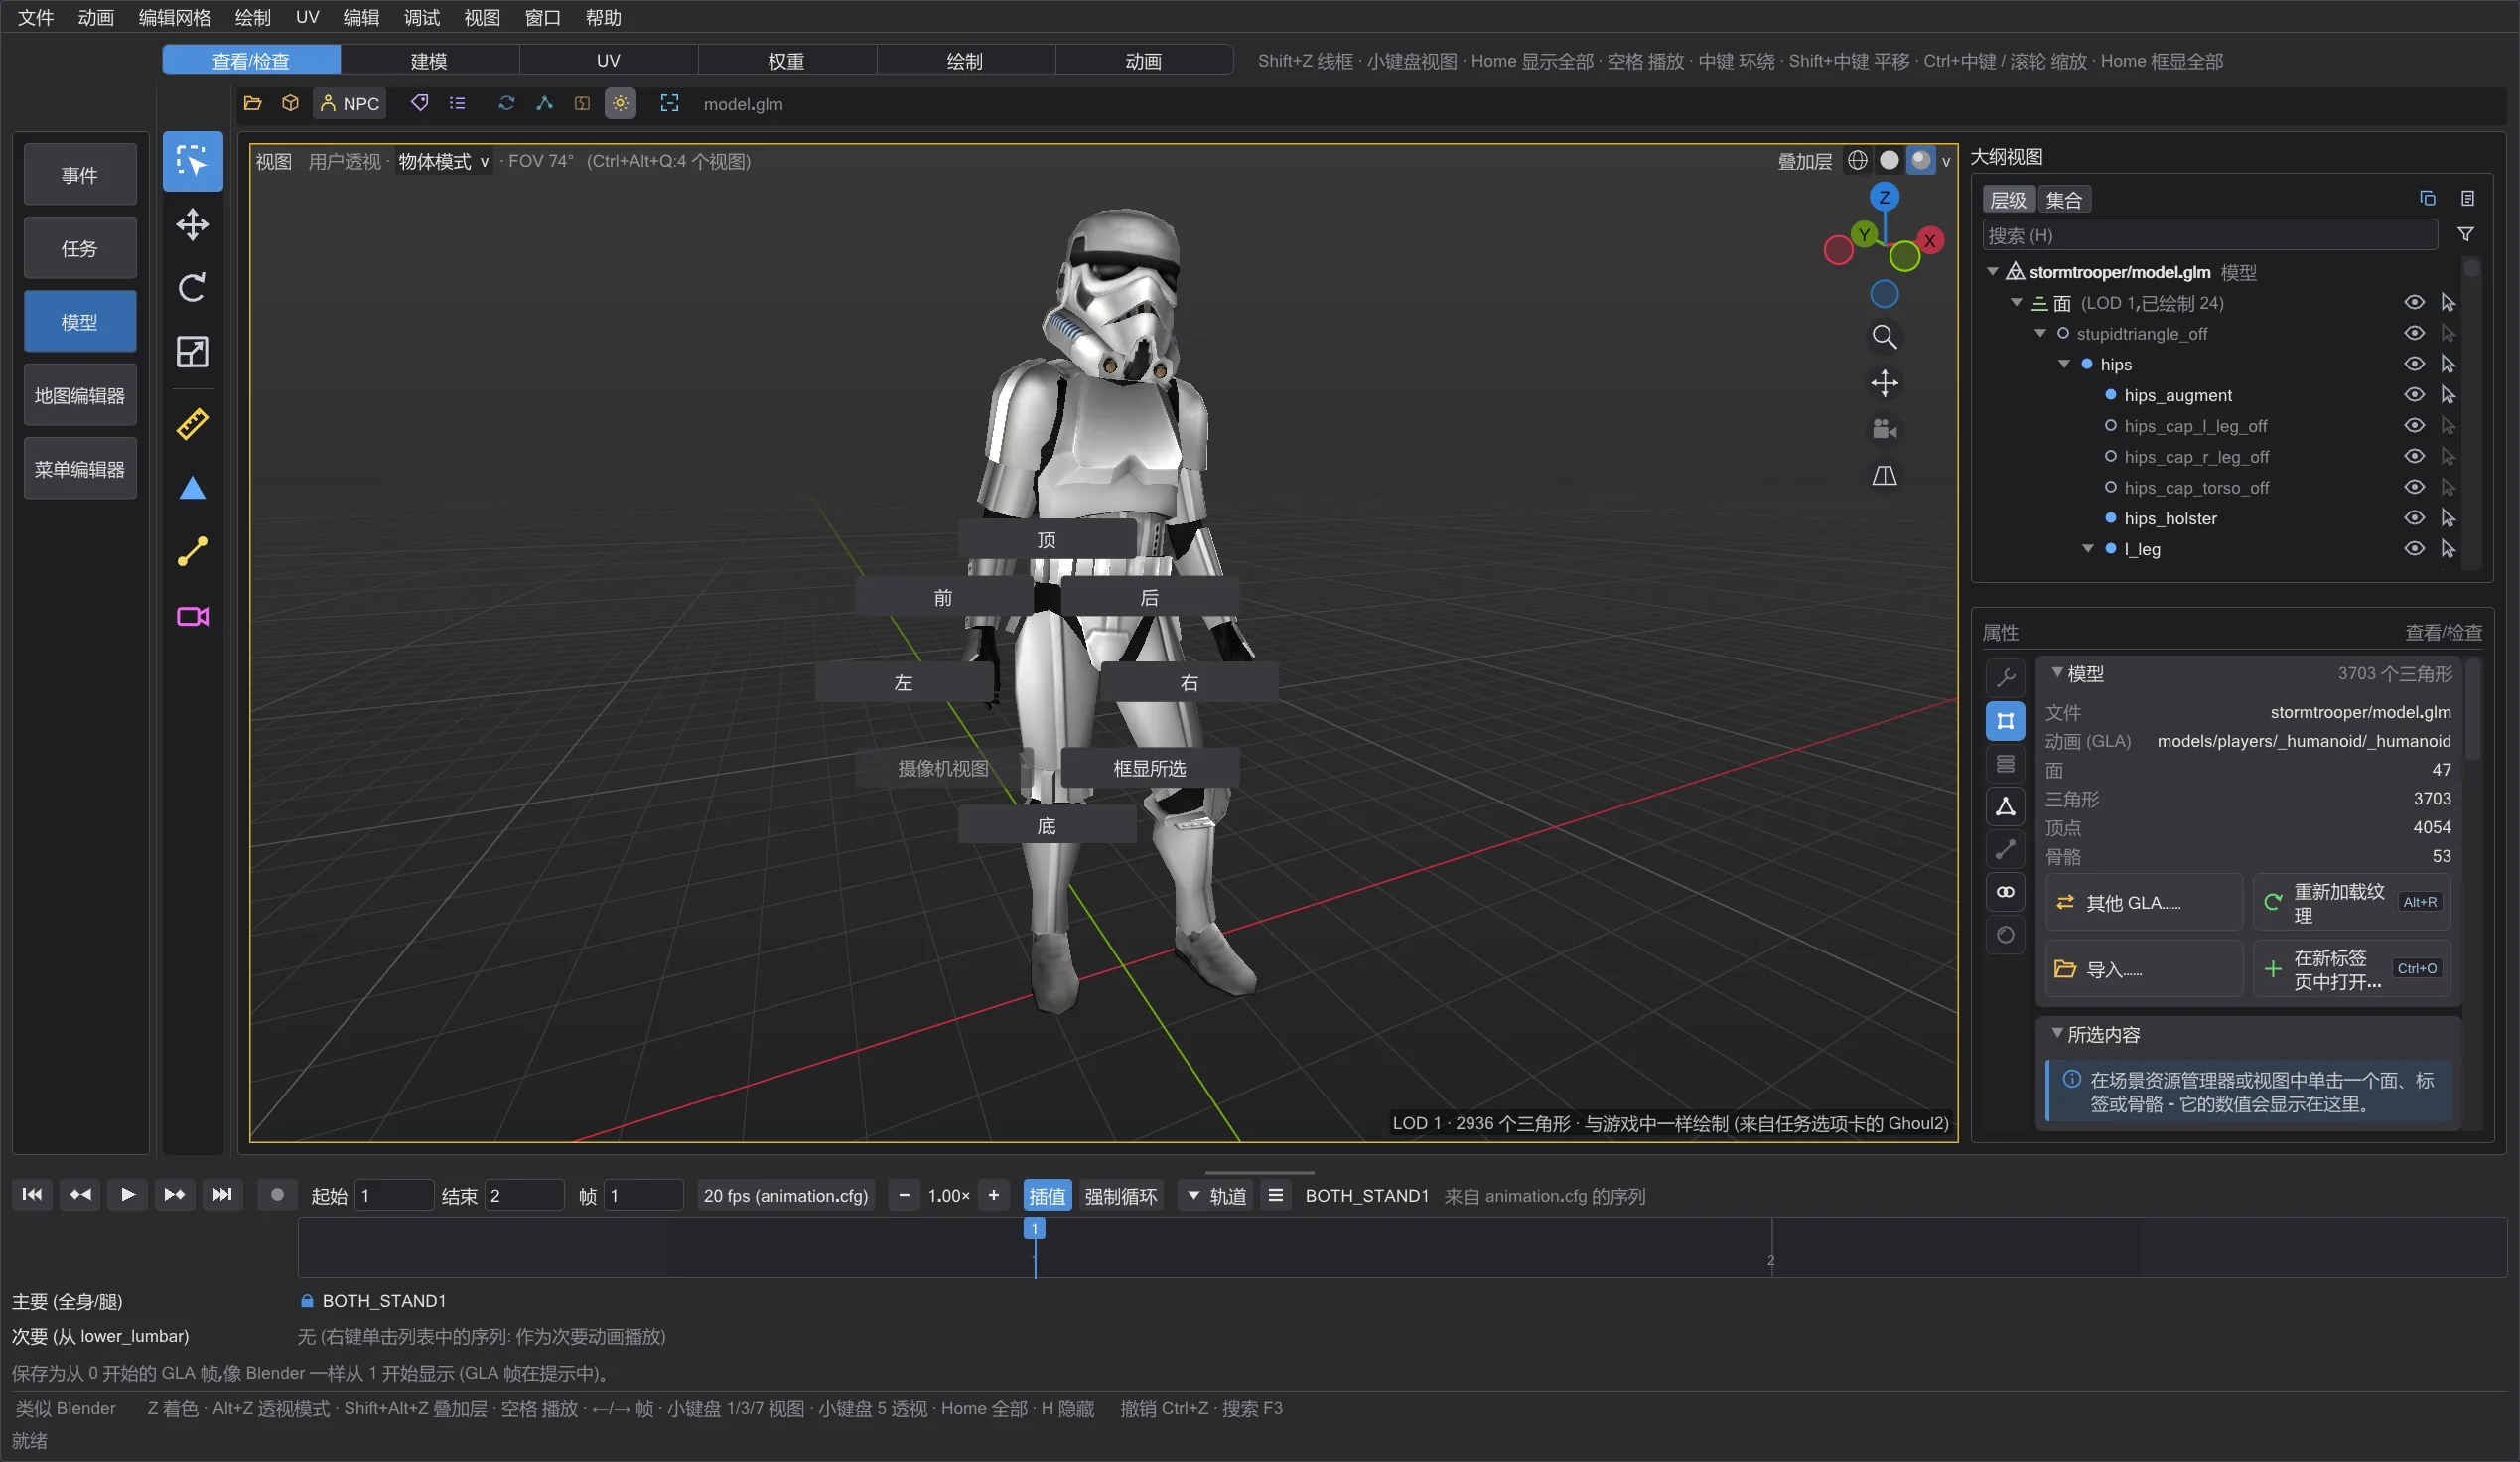 文件 动画 编辑网格 绘制 UV 编辑 调试 视图 窗口 帮助
查看/检查 建模 UV 权重 绘制 动画 Shift+Z 线框 · 小键盘视图 · Home 显示全部 · 空格 播放 · 中键 环绕 · Shift+中键 平移 · Ctrl+中键 / 滚轮 缩放 · Home 框显全部
NPC model.glm
事件
任务
模型
地图编辑器
菜单编辑器
视图 用户透视 · 物体模式 v · FOV 74° (Ctrl+Alt+Q:4 个视图)
叠加层 v
Z
Y
X
顶
前 后
左 右
摄像机视图 框显所选
底
LOD 1 · 2936 个三角形 · 与游戏中一样绘制 (来自任务选项卡的 Ghoul2)
大纲视图
层级 集合
搜索 (H)
stormtrooper/model.glm 模型
面 (LOD 1,已绘制 24)
stupidtriangle_off
hips
hips_augment
hips_cap_l_leg_off
hips_cap_r_leg_off
hips_cap_torso_off
hips_holster
l_leg
属性 查看/检查
模型 3703 个三角形
文件 stormtrooper/model.glm
动画 (GLA) models/players/_humanoid/_humanoid
面 47
三角形 3703
顶点 4054
骨骼 53
其他 GLA...... 重新加载纹理 Alt+R
导入...... 在新标签页中打开... Ctrl+O
所选内容
在场景资源管理器或视图中单击一个面、标
签或骨骼 - 它的数值会显示在这里。
起始 1 结束 2 帧 1 20 fps (animation.cfg) − 1.00× + 插值 强制循环 轨道 BOTH_STAND1 来自 animation.cfg 的序列
1
2
主要 (全身/腿) BOTH_STAND1
次要 (从 lower_lumbar) 无 (右键单击列表中的序列: 作为次要动画播放)
保存为从 0 开始的 GLA 帧,像 Blender 一样从 1 开始显示 (GLA 帧在提示中)。
类似 Blender Z 着色 · Alt+Z 透视模式 · Shift+Alt+Z 叠加层 · 空格 播放 · ←/→ 帧 · 小键盘 1/3/7 视图 · 小键盘 5 透视 · Home 全部 · H 隐藏 撤销 Ctrl+Z · 搜索 F3
就绪